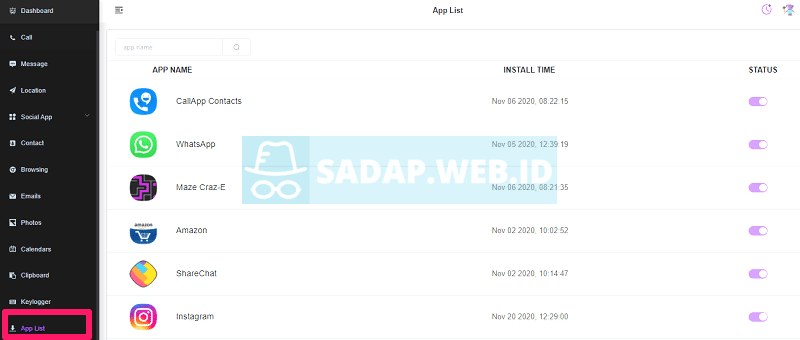 Dashboard
App List
Call
app name
APP NAME INSTALL TIME STATUS
Message
Location
CallApp Contacts Nov 06 2020, 08:22:15
Social App
WhatsApp Nov 05 2020, 12:39:19
Contact
SADAP.WEB.ID
Browsing
Maze Craz-E Nov 06 2020, 08:21:35
Emails
Photos
amazon
Amazon Nov 02 2020, 10:02:52
Calendars
Clipboard
ShareChat Nov 02 2020, 10:14:47
Keylogger
Instagram Nov 20 2020, 12:29:00
App List